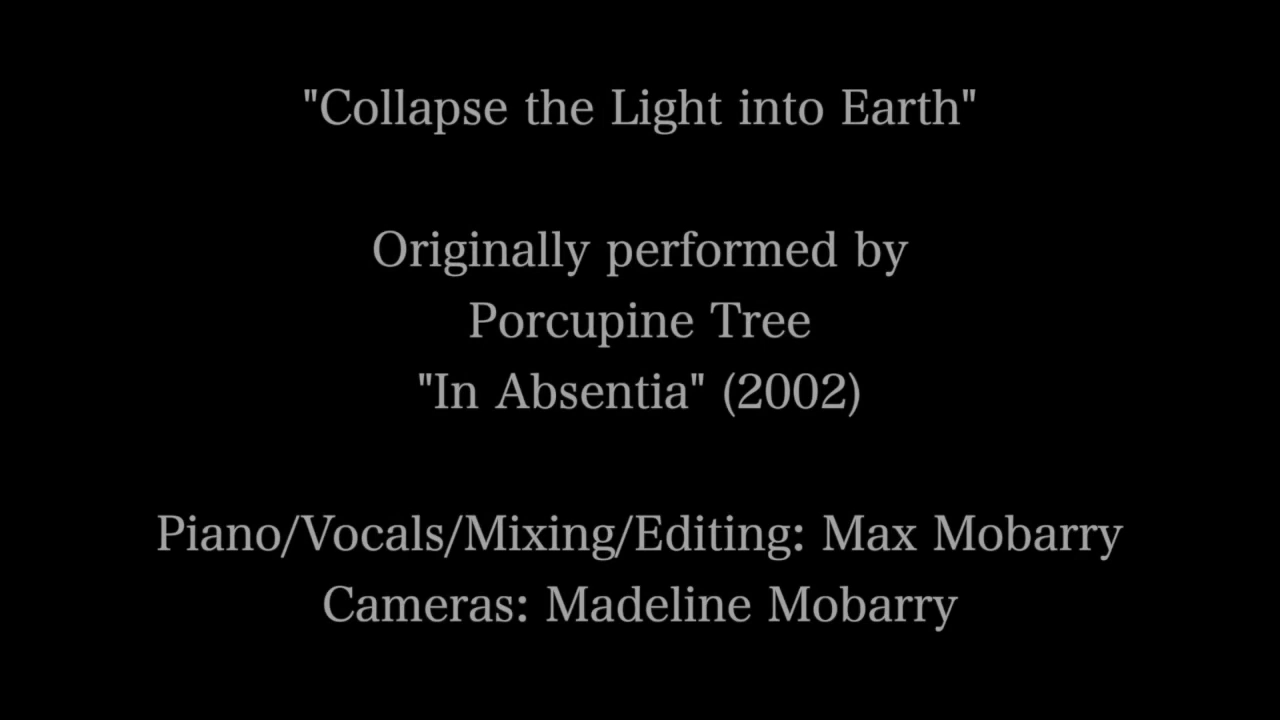 "Collapse the Light into Earth"
Originally performed by
Porcupine Tree
"In Absentia" (2002)
Piano/Vocals/Mixing/Editing: Max Mobarry
Cameras: Madeline Mobarry